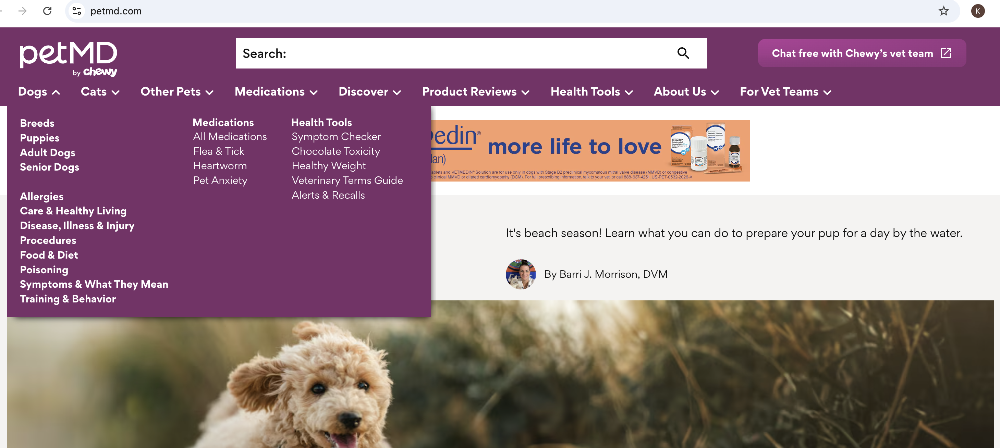 petmd.com
K
petMD
by chewy
Search:
Chat free with Chewy's vet team
Dogs Cats Other Pets Medications Discover Product Reviews Health Tools About Us For Vet Teams
Breeds
Puppies
Adult Dogs
Senior Dogs
Allergies
Care & Healthy Living
Disease, Illness & Injury
Procedures
Food & Diet
Poisoning
Symptoms & What They Mean
Training & Behavior
Medications
All Medications
Flea & Tick
Heartworm
Pet Anxiety
Health Tools
Symptom Checker
Chocolate Toxicity
Healthy Weight
Veterinary Terms Guide
Alerts & Recalls
edin®
lan)
more life to love
Vetmedin®
Vetmedin® Solution
ablets and VETMEDIN® Solution are for use only in dogs with Stage B2 preclinical myxomatous mitral valve disease (MMVD) or congestive
clinical MMVD or dilated cardiomyopathy (DCM). For full prescribing information, talk to your vet, or call 888-637-4251. US-PET-0532-2026-A
It's beach season! Learn what you can do to prepare your pup for a day by the water.
By Barri J. Morrison, DVM